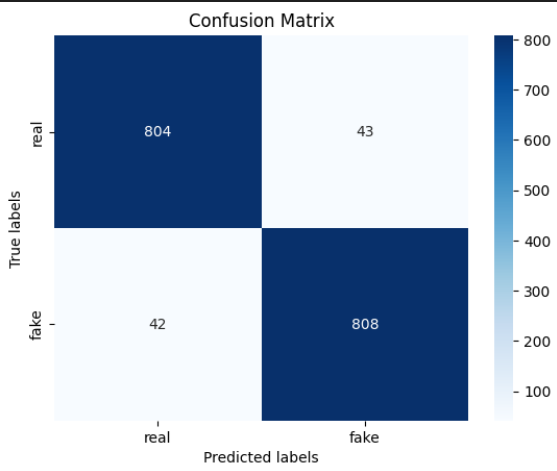 Confusion Matrix
True labels
real
fake
804
43
42
808
real
fake
Predicted labels
800
700
600
500
400
300
200
100